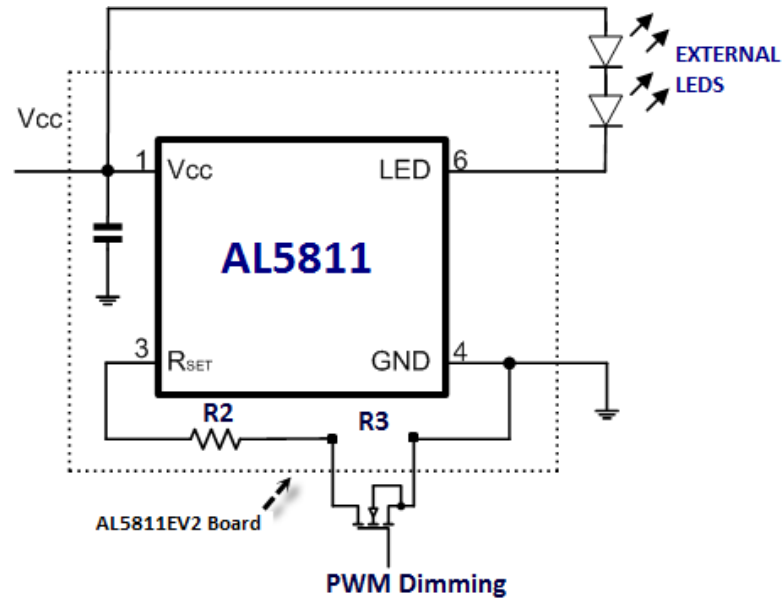 EXTERNAL
LEDS
Vcc
1
Vcc
LED
6
AL5811
3
RSET
GND
4
R2
R3
AL5811EV2 Board
PWM Dimming